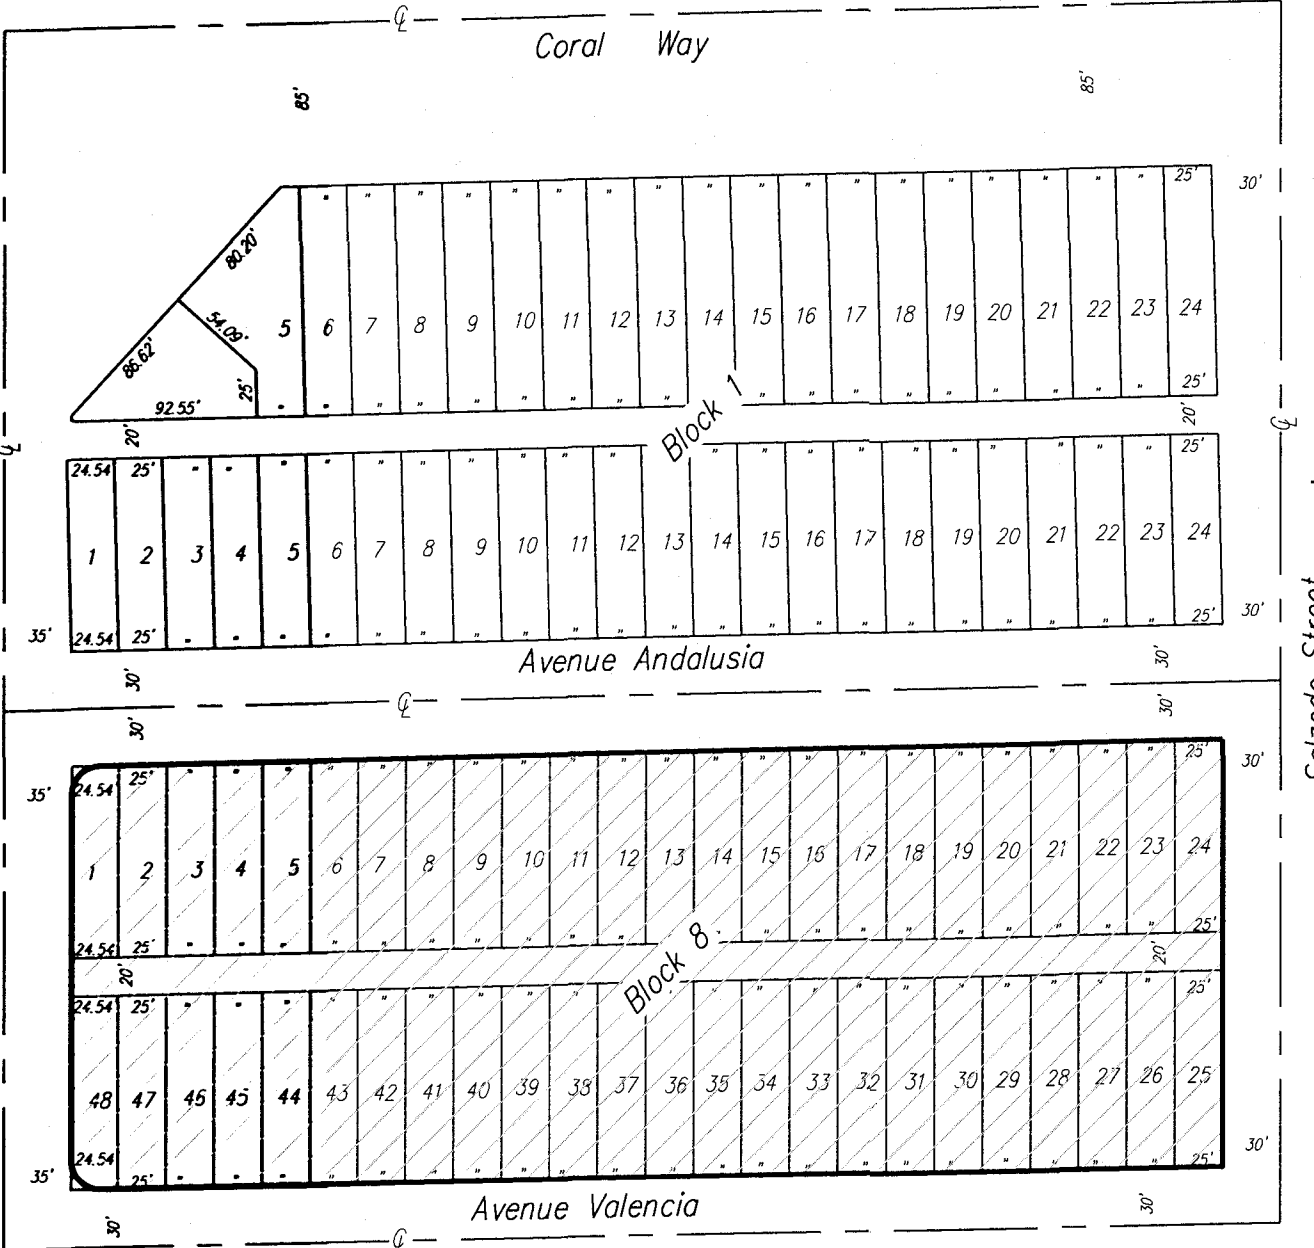 ℄
Coral Way
85' 85'
" " " " " " " " " " " " " " " " " " 25' 30'
80.20'
54.09' 5 6 7 8 9 10 11 12 13 14 15 16 17 18 19 20 21 22 23 24
86.62'
92.55' 25' " " " " " " " " " " " " " " " " " " " 25'
Block 1
℄ 20' 20' ℄
24.54 25' " " " " " " " " " " " " " " " " " " " " " 25'
1 2 3 4 5 6 7 8 9 10 11 12 13 14 15 16 17 18 19 20 21 22 23 24
35' 24.54 25' " " " " " " " " " " " " " " " " " " " " " 25' 30'
Avenue Andalusia
30' 30'
℄
30' 30'
35' 24.54 25' " " " " " " " " " " " " " " " " " " " " " 25' 30'
1 2 3 4 5 6 7 8 9 10 11 12 13 14 15 16 17 18 19 20 21 22 23 24
24.54 25' " " " " " " " " " " " " " " " " " " " " " 25'
Block 8
20' 20'
24.54 25' " " " " " " " " " " " " " " " " " " " " " 25'
48 47 46 45 44 43 42 41 40 39 38 37 36 35 34 33 32 31 30 29 28 27 26 25
35' 24.54 25' " " " " " " " " " " " " " " " " " " " " " 25' 30'
Avenue Valencia
30' 30'
℄
Street